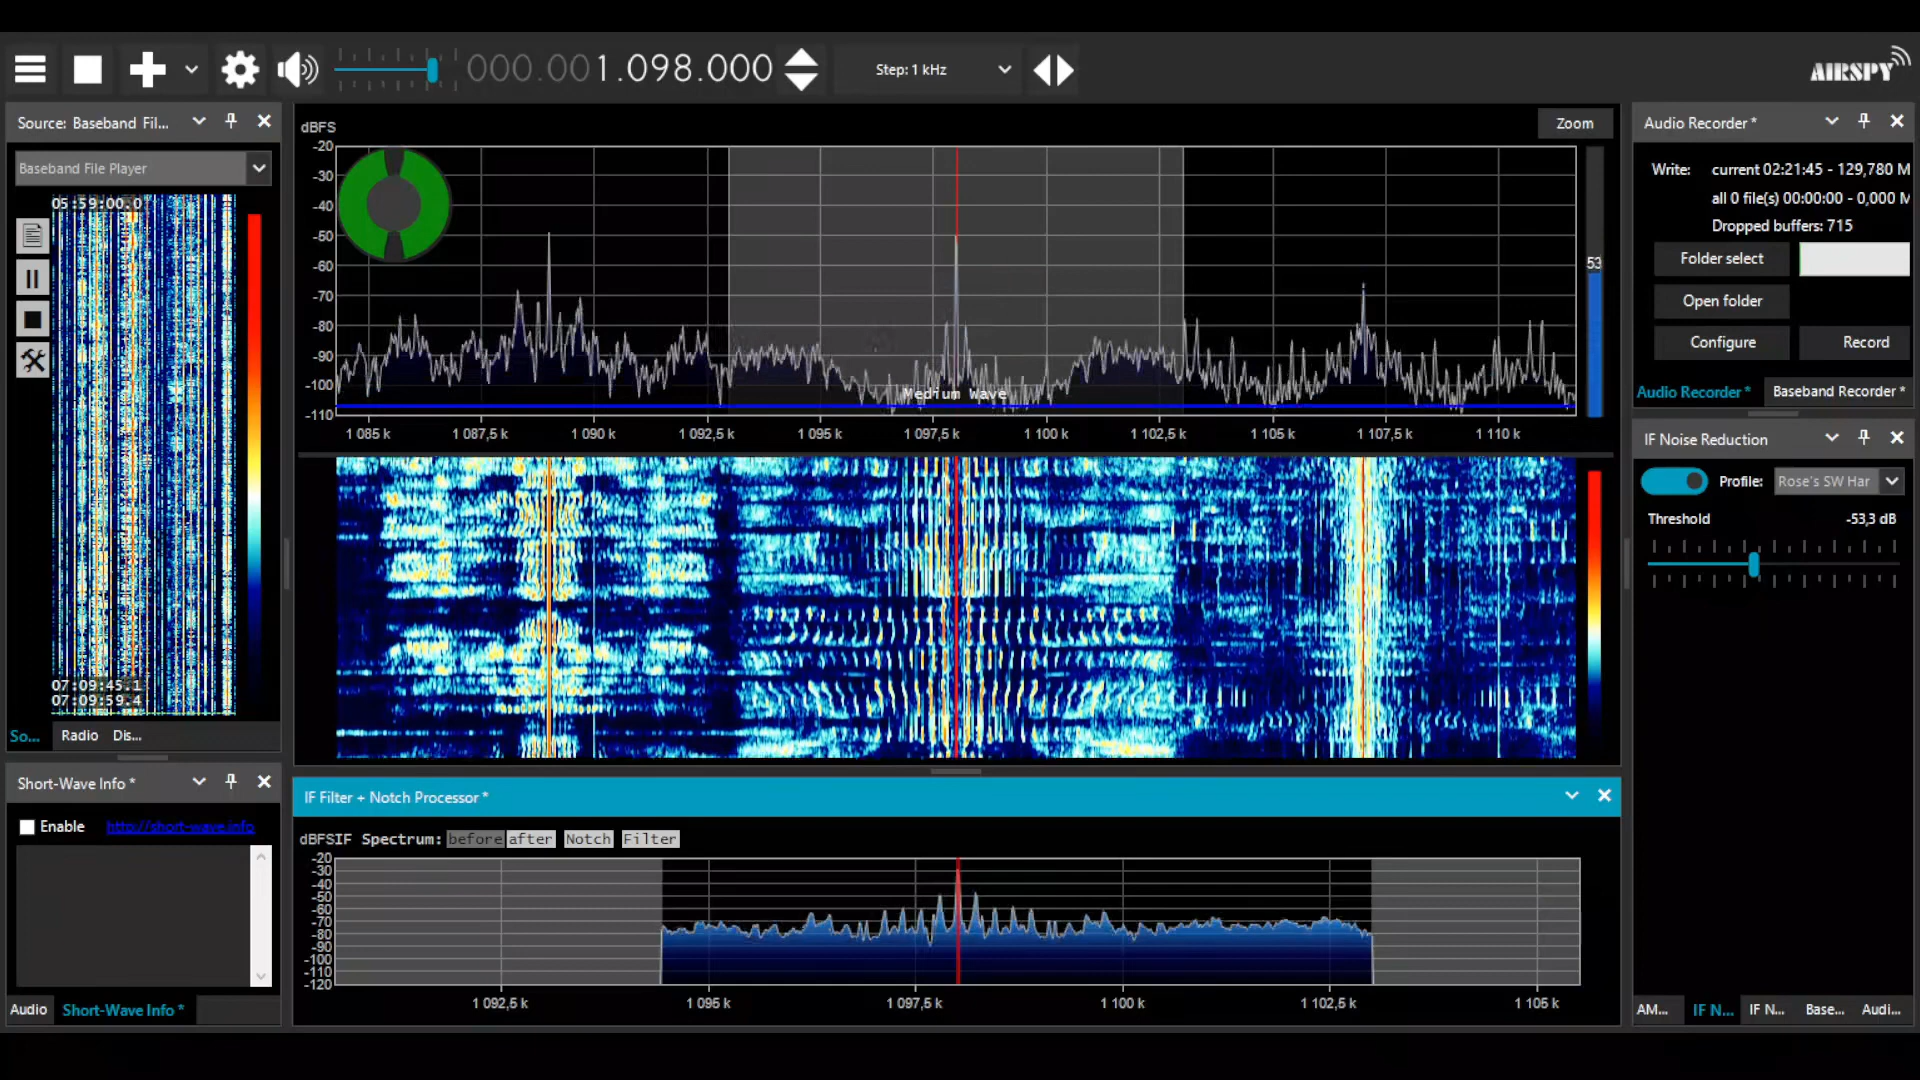 000.001.098.000
Step: 1 kHz
AIRSPY
Source: Baseband Fil...
Baseband File Player
05:59:00.0
07:09:45.1
07:09:59.4
So...
Radio
Dis...
Short-Wave Info *
Enable
http://short-wave.info
Audio
Short-Wave Info *
dBFS
Zoom
-20
-30
-40
-50
-60
-70
-80
-90
-100
-110
53
Medium Wave
1 085k
1 087,5 k
1 090k
1 092,5 k
1 095 k
1 097,5 k
1 100 k
1 102,5 k
1 105 k
1 107,5 k
1 110 k
IF Filter + Notch Processor *
dBFS
IF Spectrum: before after Notch Filter
-20
-30
-40
-50
-60
-70
-80
-90
-100
-110
-120
1 092,5 k
1 095 k
1 097,5 k
1 100 k
1 102,5 k
1 105 k
Audio Recorder *
Write: current 02:21:45 - 129,780 M
all 0 file(s) 00:00:00 - 0,000 M
Dropped buffers: 715
Folder select
Open folder
Configure
Record
Audio Recorder *
Baseband Recorder *
IF Noise Reduction
Profile: Rose's SW Har
Threshold
-53,3 dB
AM...
IF N...
IF N...
Base...
Audi...